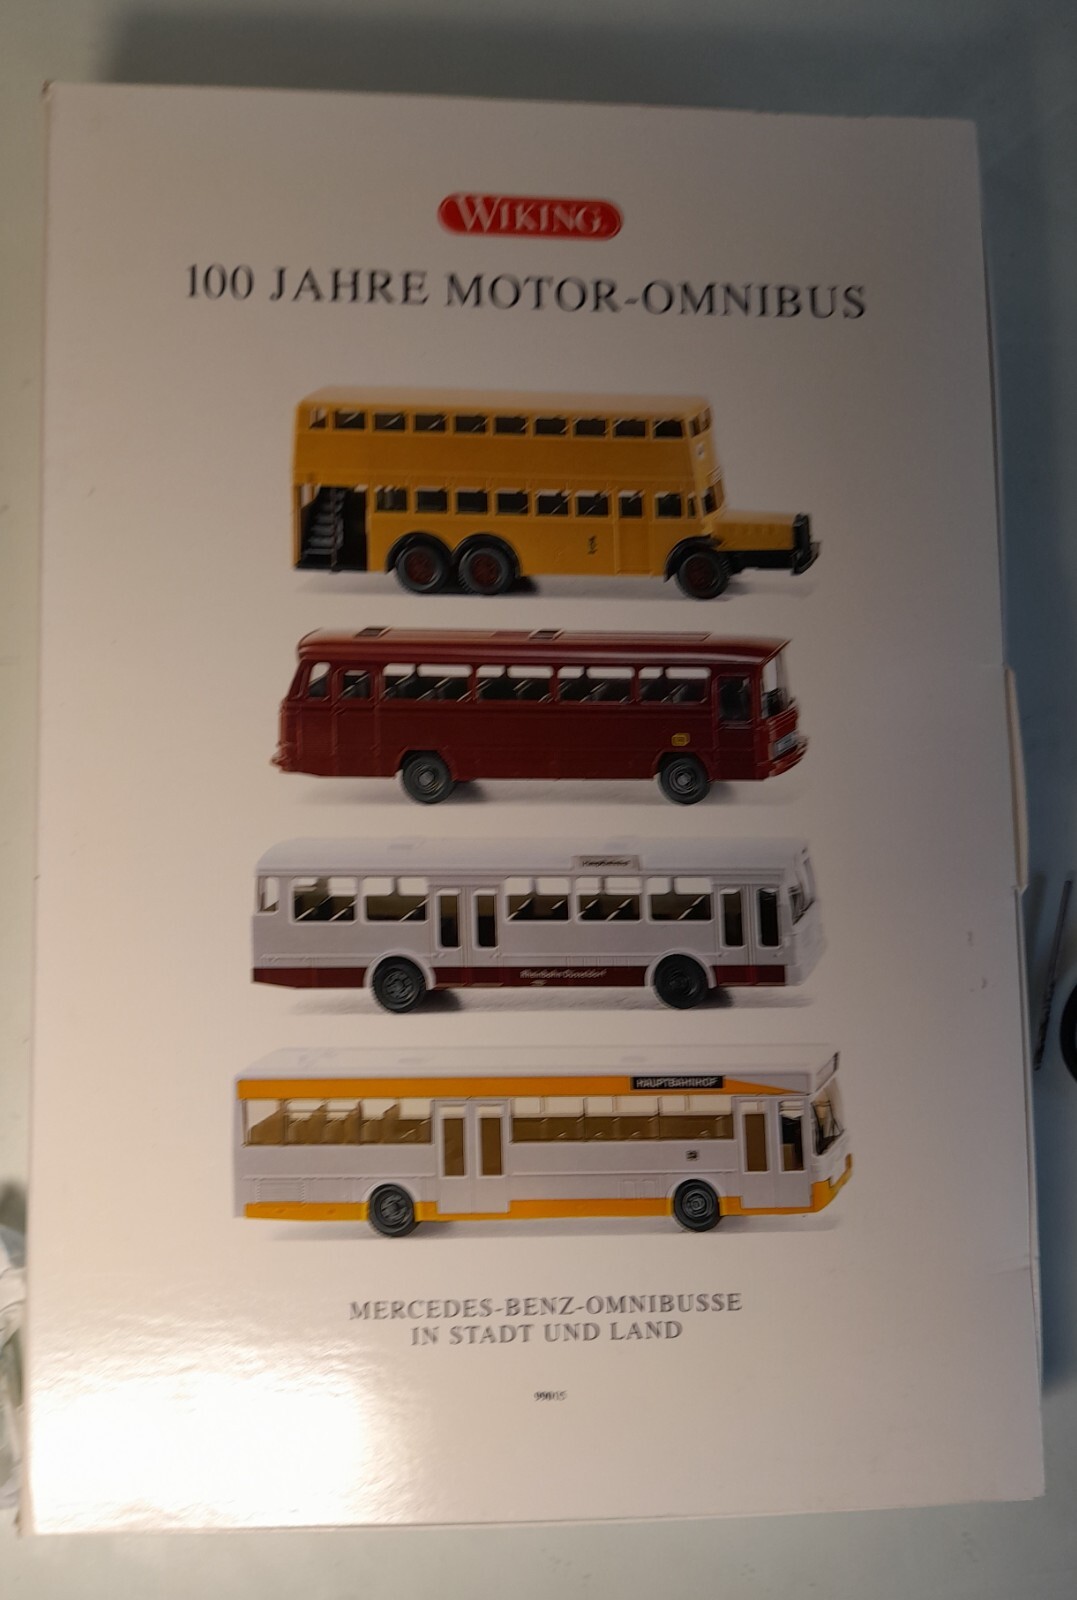 WIKING
100 JAHRE MOTOR-OMNIBUS
HAUPTBAHNHOF
MERCEDES-BENZ-OMNIBUSSE
IN STADT UND LAND